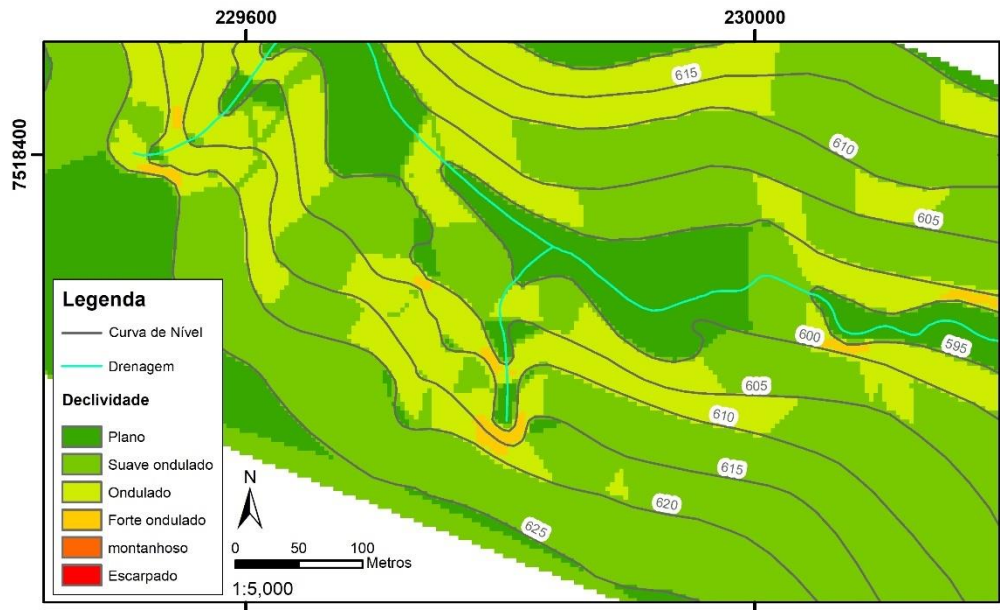 229600
230000
7518400
615
610
605
600
595
605
610
615
620
625
Legenda
Curva de Nível
Drenagem
Declividade
Plano
Suave ondulado
Ondulado
Forte ondulado
montanhoso
Escarpado
N
0 50 100
Metros
1:5,000